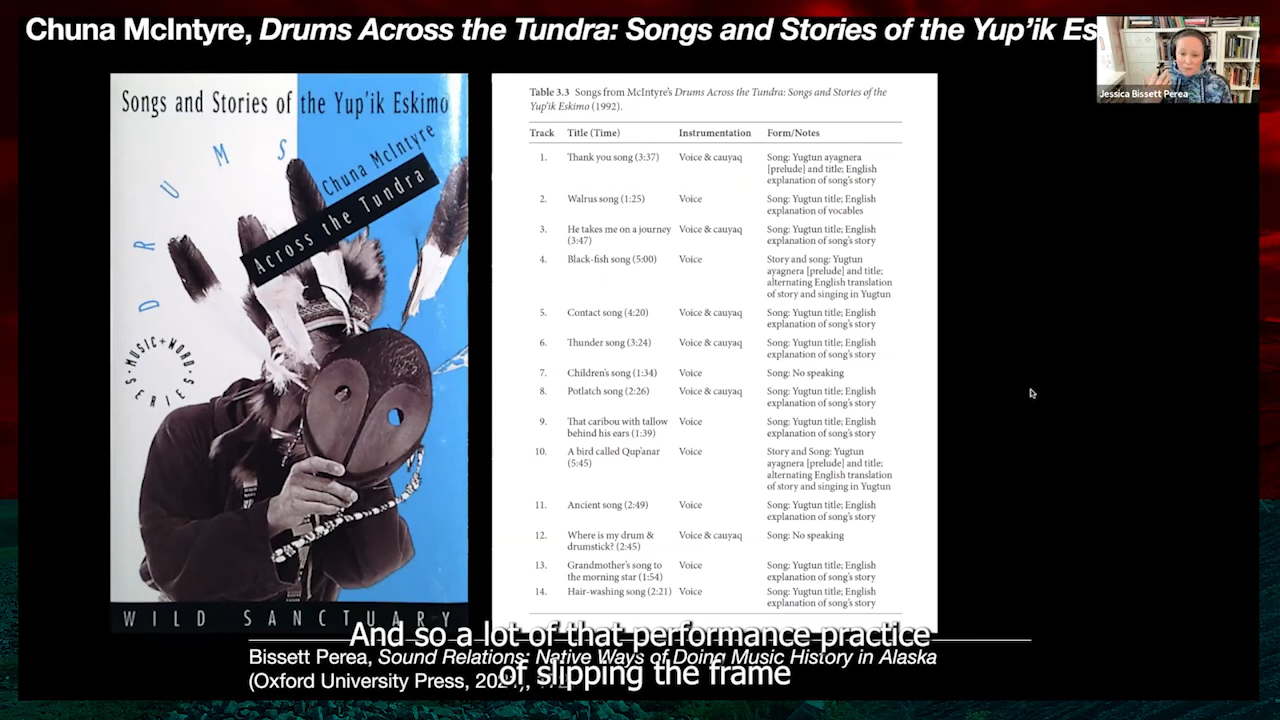 Chuna McIntyre, Drums Across the Tundra: Songs and Stories of the Yup’ik Es
Jessica Bissett Perea
Songs and Stories of the Yup'ik Eskimo
DRUMS
Chuna McIntyre
Across the Tundra
MUSIC + WORD SERIES
WILD SANCTUARY
Table 3.3 Songs from McIntyre's Drums Across the Tundra: Songs and Stories of the
Yup'ik Eskimo (1992).
Track Title (Time) Instrumentation Form/Notes
1. Thank you song (3:37) Voice & cauyaq Song: Yugtun ayagnera
[prelude] and title; English
explanation of song's story
2. Walrus song (1:25) Voice Song: Yugtun title; English
explanation of vocables
3. He takes me on a journey Voice & cauyaq Song: Yugtun title; English
(3:47) explanation of song's story
4. Black-fish song (5:00) Voice Story and song: Yugtun
ayagnera [prelude] and title;
alternating English translation
of story and singing in Yugtun
5. Contact song (4:20) Voice & cauyaq Song: Yugtun title; English
explanation of song's story
6. Thunder song (3:24) Voice & cauyaq Song: Yugtun title; English
explanation of song's story
7. Children's song (1:34) Voice Song: No speaking
8. Potlatch song (2:26) Voice & cauyaq Song: Yugtun title; English
explanation of song's story
9. That caribou with tallow Voice Song: Yugtun title; English
behind his ears (1:39) explanation of song's story
10. A bird called Qup'anar Voice Story and Song: Yugtun
(5:45) ayagnera [prelude] and title;
alternating English translation
of story and singing in Yugtun
11. Ancient song (2:49) Voice Song: Yugtun title; English
explanation of song's story
12. Where is my drum & Voice & cauyaq Song: No speaking
drumstick? (2:45)
13. Grandmother's song to Voice Song: Yugtun title; English
the morning star (1:54) explanation of song's story
14. Hair-washing song (2:21) Voice Song: Yugtun title; English
explanation of song's story
And so a lot of that performance practice
of slipping the frame
Bissett Perea, Sound Relations: Native Ways of Doing Music History in Alaska
(Oxford University Press,